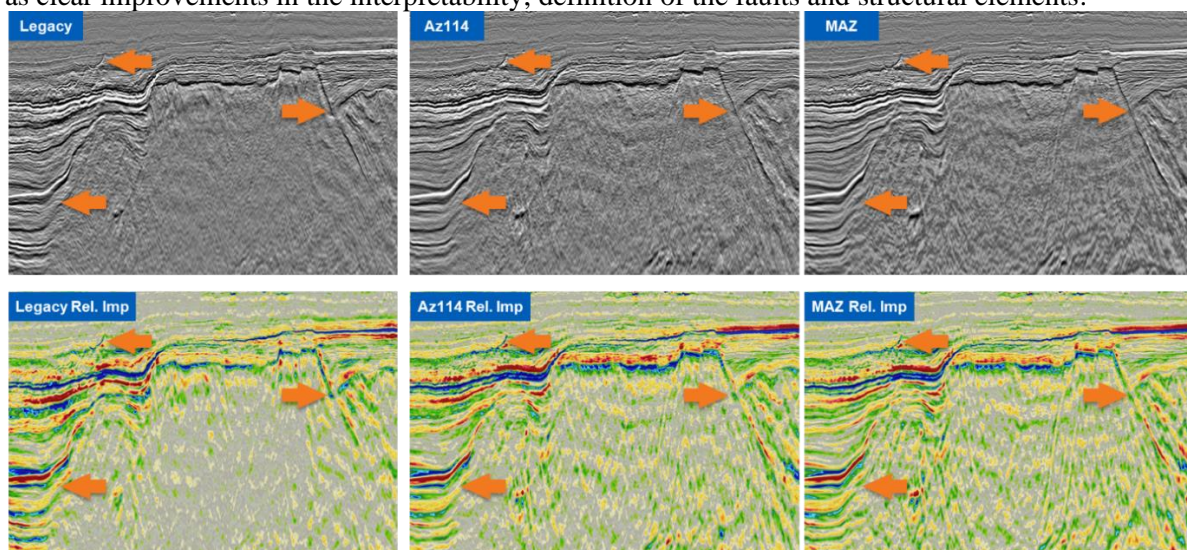 as clear improvements in the interpretability, definition of the faults and structural elements.
Legacy
Az114
MAZ
Legacy Rel. Imp
Az114 Rel. Imp
MAZ Rel. Imp